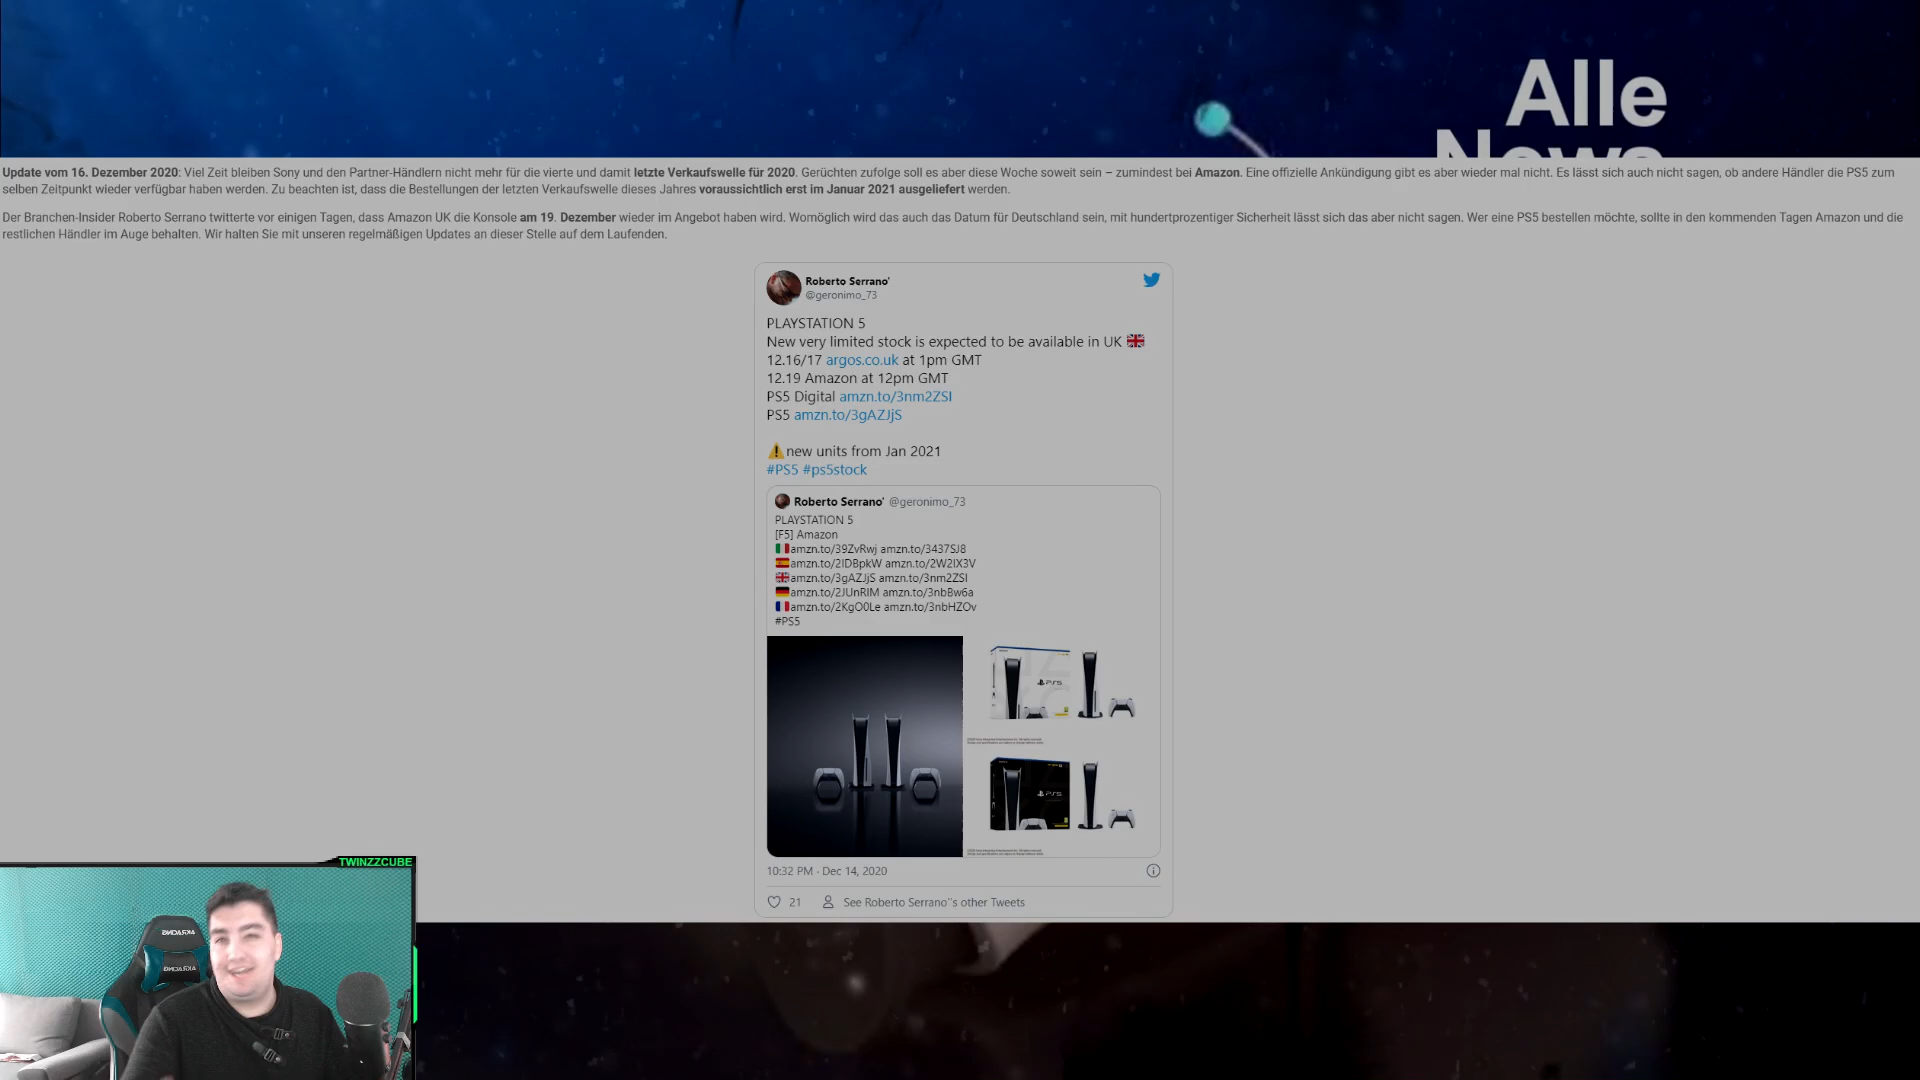 Alle
News
Update vom 16. Dezember 2020: Viel Zeit bleiben Sony und den Partner-Händlern nicht mehr für die vierte und damit letzte Verkaufswelle für 2020. Gerüchten zufolge soll es aber diese Woche soweit sein – zumindest bei Amazon. Eine offizielle Ankündigung gibt es aber wieder mal nicht. Es lässt sich auch nicht sagen, ob andere Händler die PS5 zum
selben Zeitpunkt wieder verfügbar haben werden. Zu beachten ist, dass die Bestellungen der letzten Verkaufswelle dieses Jahres voraussichtlich erst im Januar 2021 ausgeliefert werden.
Der Branchen-Insider Roberto Serrano twitterte vor einigen Tagen, dass Amazon UK die Konsole am 19. Dezember wieder im Angebot haben wird. Womöglich wird das auch das Datum für Deutschland sein, mit hundertprozentiger Sicherheit lässt sich das aber nicht sagen. Wer eine PS5 bestellen möchte, sollte in den kommenden Tagen Amazon und die
restlichen Händler im Auge behalten. Wir halten Sie mit unseren regelmäßigen Updates an dieser Stelle auf dem Laufenden.
Roberto Serrano'
@geronimo_73
PLAYSTATION 5
New very limited stock is expected to be available in UK 🇬🇧
12.16/17 argos.co.uk at 1pm GMT
12.19 Amazon at 12pm GMT
PS5 Digital amzn.to/3nm2ZSI
PS5 amzn.to/3gAZJjS
⚠️new units from Jan 2021
#PS5 #ps5stock
Roberto Serrano' @geronimo_73
PLAYSTATION 5
[F5] Amazon
🇮🇹amzn.to/39ZvRwj amzn.to/3437SJ8
🇪🇸amzn.to/2IDBpkW amzn.to/2W2IX3V
🇬🇧amzn.to/3gAZJjS amzn.to/3nm2ZSI
🇩🇪amzn.to/2JUnRIM amzn.to/3nbBw6a
🇫🇷amzn.to/2KgO0Le amzn.to/3nbHZOv
#PS5
PS5
PS5
10:32 PM · Dec 14, 2020
21 See Roberto Serrano''s other Tweets
TWINZZCUBE
AKRACING
AKRACING